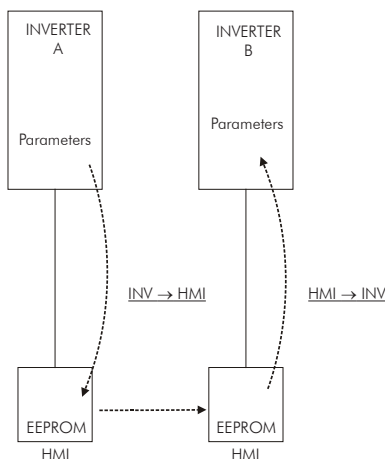 INVERTER
A
Parameters
INV → HMI
EEPROM
HMI
INVERTER
B
Parameters
HMI → INV
EEPROM
HMI